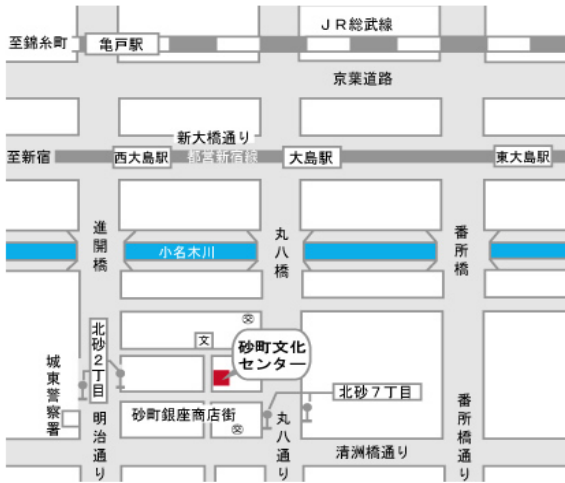 ＪＲ総武線
至錦糸町
亀戸駅
京葉道路
新大橋通り
至新宿
西大島駅
都営新宿線
大島駅
東大島駅
進開橋
小名木川
丸八橋
番所橋
交
文
砂町文化
センター
北砂２丁目
城東警察署
北砂７丁目
砂町銀座商店街
交
明治通り
丸八通り
清洲橋通り
番所橋通り